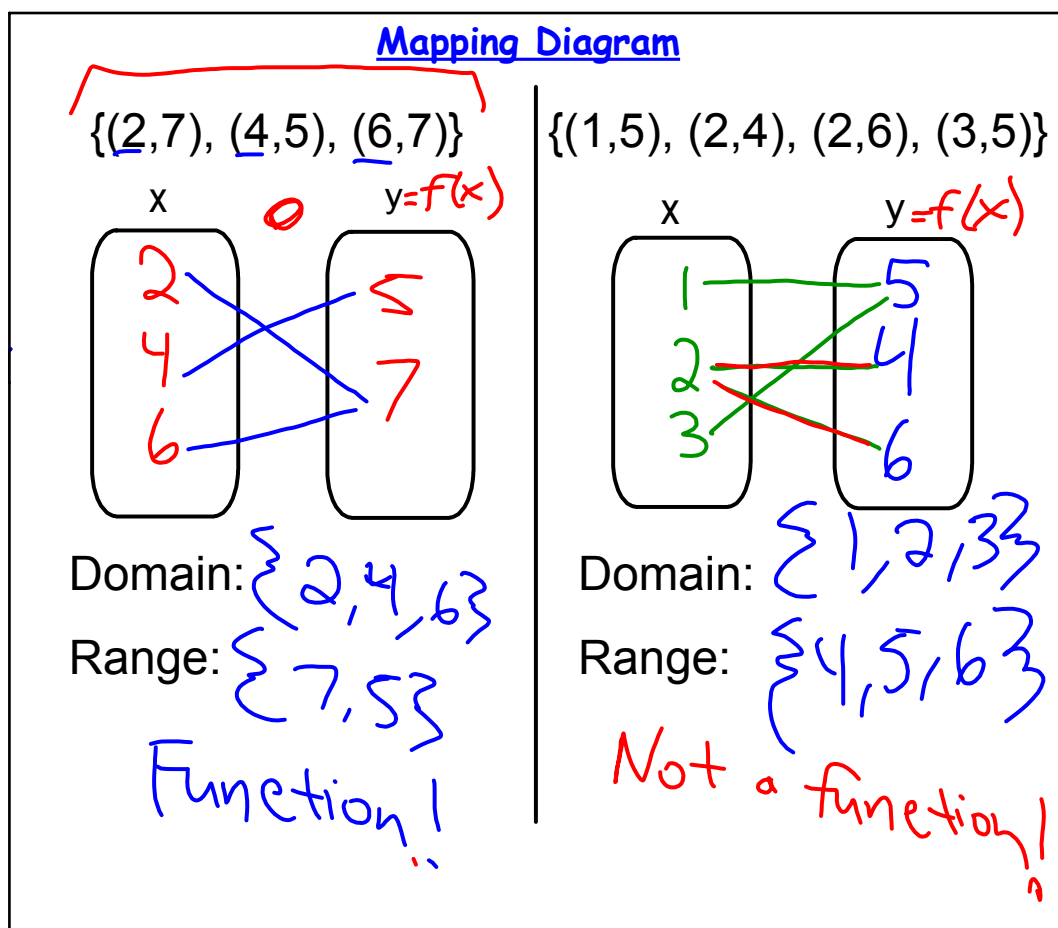 Mapping Diagram
{(2,7), (4,5), (6,7)}
x y=f(x)
2 5
4 7
6
Domain: {2,4,6}
Range: {7,5}
Function!
{(1,5), (2,4), (2,6), (3,5)}
x y=f(x)
1 5
2 4
3 6
Domain: {1,2,3}
Range: {4,5,6}
Not a function!